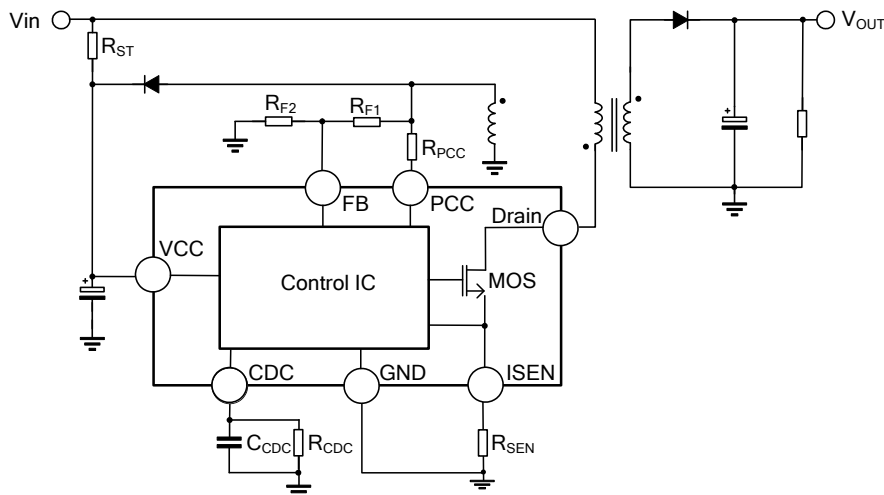 Vin
V_OUT
R_ST
R_F2
R_F1
R_PCC
FB
PCC
Drain
VCC
Control IC
MOS
CDC
GND
ISEN
C_CDC
R_CDC
R_SEN
+
+
+